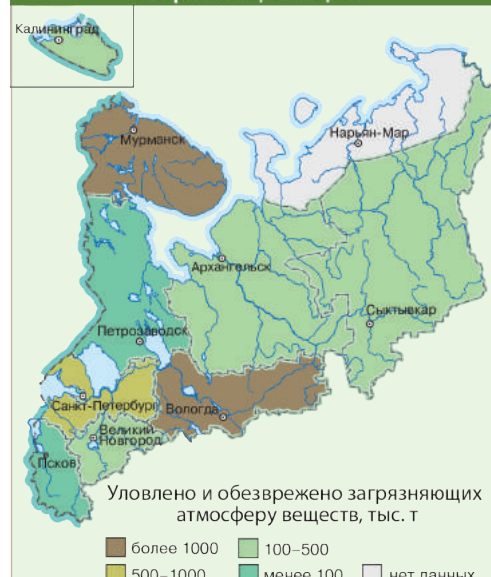 Калининград
Мурманск
Нарьян-Мар
Архангельск
Сыктывкар
Петрозаводск
Санкт-Петербург
Вологда
Великий
Новгород
Псков
Уловлено и обезврежено загрязняющих
атмосферу веществ, тыс. т
более 1000 100–500
500–1000 менее 100 нет данных